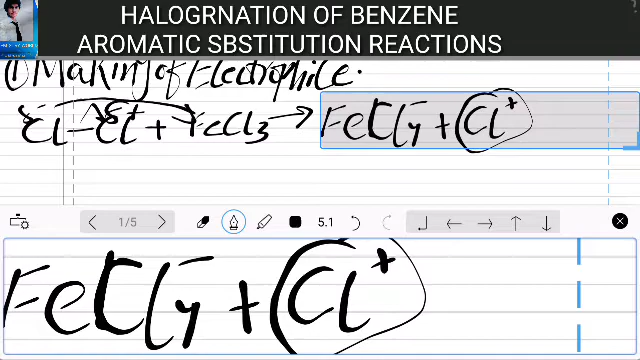 HALOGRNATION OF BENZENE
AROMATIC SBSTITUTION REACTIONS
① Making of Electrophile.
Cl – Cl + FeCl3 → FeCl4⁻ + Cl⁺
1/5
5.1
FeCl4⁻ + Cl⁺